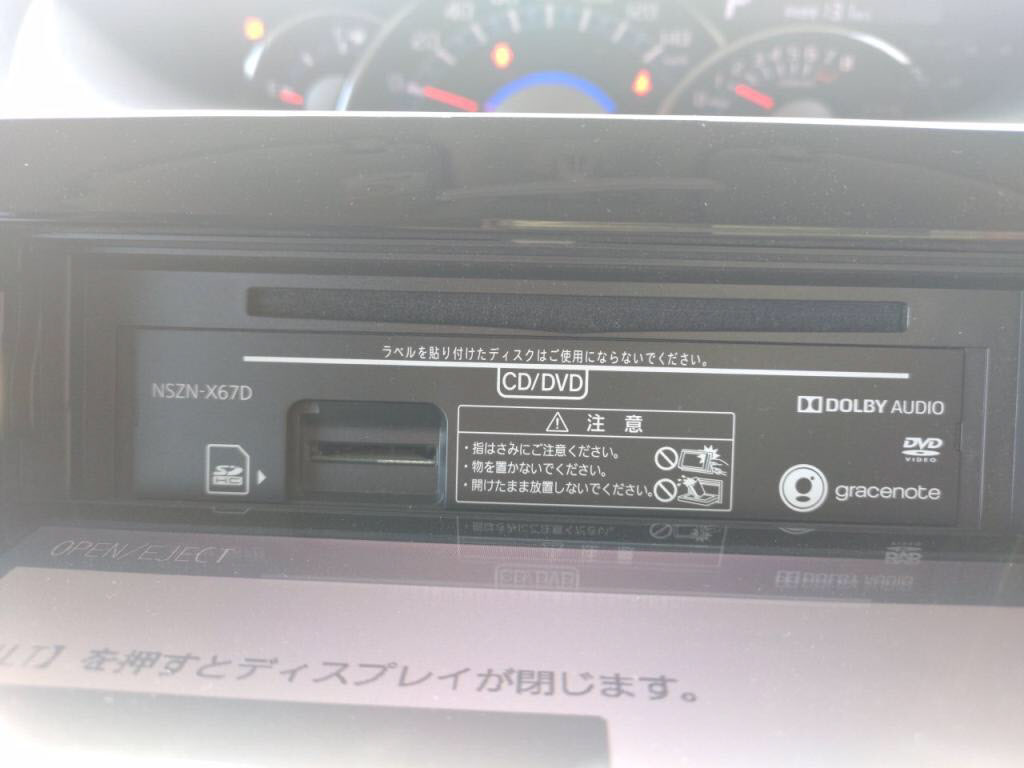 ラベルを貼り付けたディスクはご使用にならないでください。
CD/DVD
NSZN-X67D
DOLBY AUDIO
⚠ 注 意
・指はさみにご注意ください。
・物を置かないでください。
・開けたまま放置しないでください。
DVD
VIDEO
SD
HC
gracenote
OPEN/EJECT
】を押すとディスプレイが閉じます。